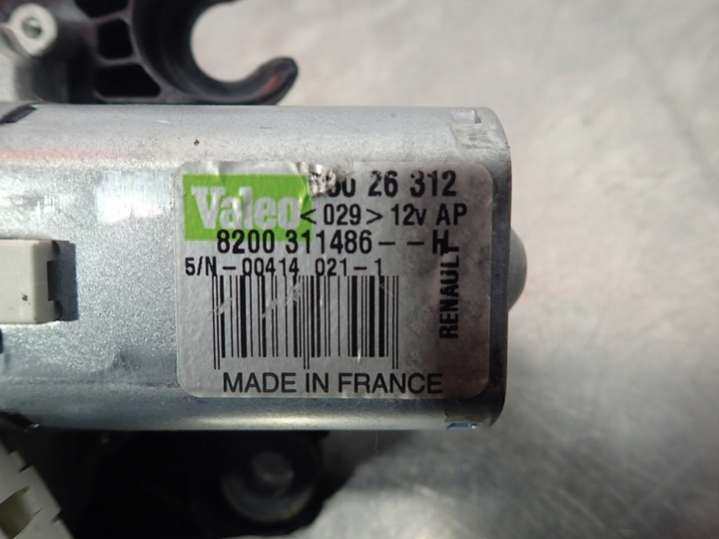 Valeo 26 312
<029> 12v AP
8200 311486--H
S/N-00414 021-1
RENAULT
MADE IN FRANCE